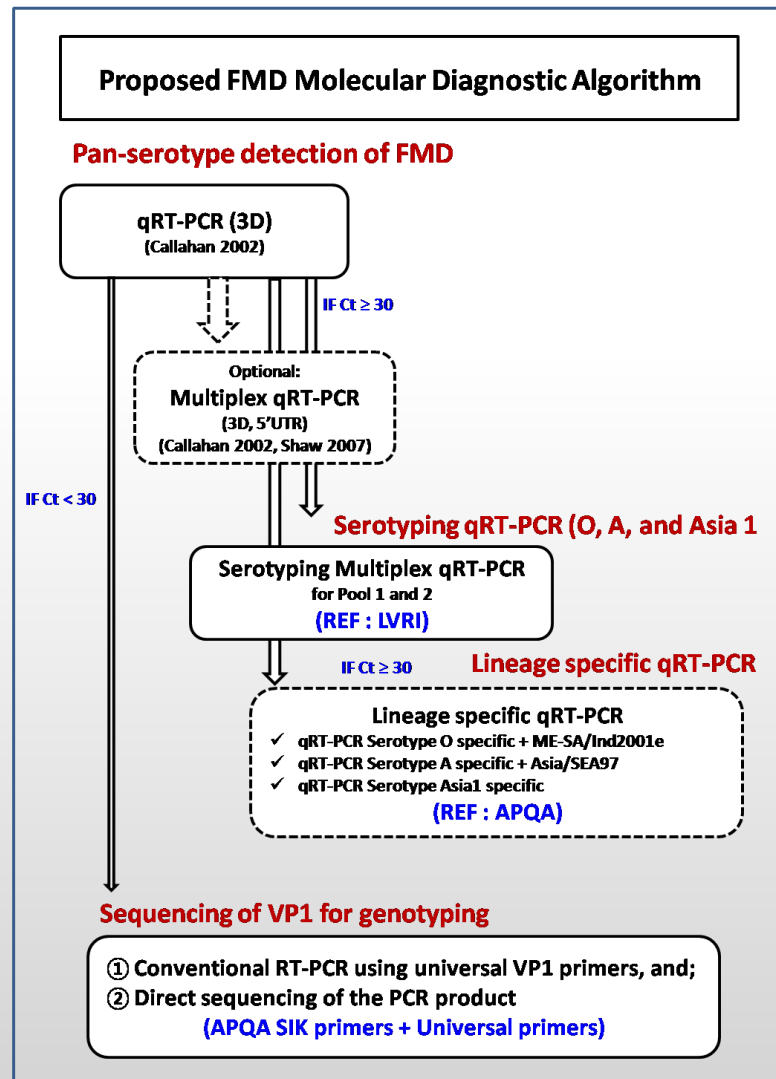 Proposed FMD Molecular Diagnostic Algorithm
Pan-serotype detection of FMD
qRT-PCR (3D)
(Callahan 2002)
IF Ct ≥ 30
Optional:
Multiplex qRT-PCR
(3D, 5’UTR)
(Callahan 2002, Shaw 2007)
IF Ct < 30
Serotyping qRT-PCR (O, A, and Asia 1
Serotyping Multiplex qRT-PCR
for Pool 1 and 2
(REF : LVRI)
IF Ct ≥ 30
Lineage specific qRT-PCR
Lineage specific qRT-PCR
✓ qRT-PCR Serotype O specific + ME-SA/Ind2001e
✓ qRT-PCR Serotype A specific + Asia/SEA97
✓ qRT-PCR Serotype Asia1 specific
(REF : APQA)
Sequencing of VP1 for genotyping
① Conventional RT-PCR using universal VP1 primers, and;
② Direct sequencing of the PCR product
(APQA SIK primers + Universal primers)